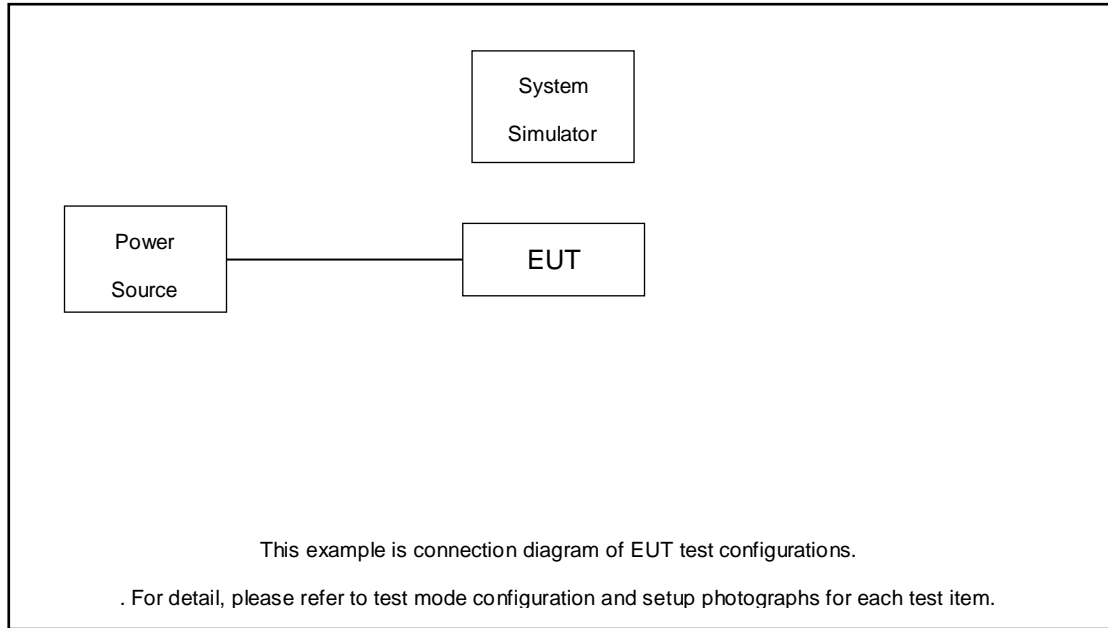 System
Simulator
Power
Source
EUT
This example is connection diagram of EUT test configurations.
. For detail, please refer to test mode configuration and setup photographs for each test item.